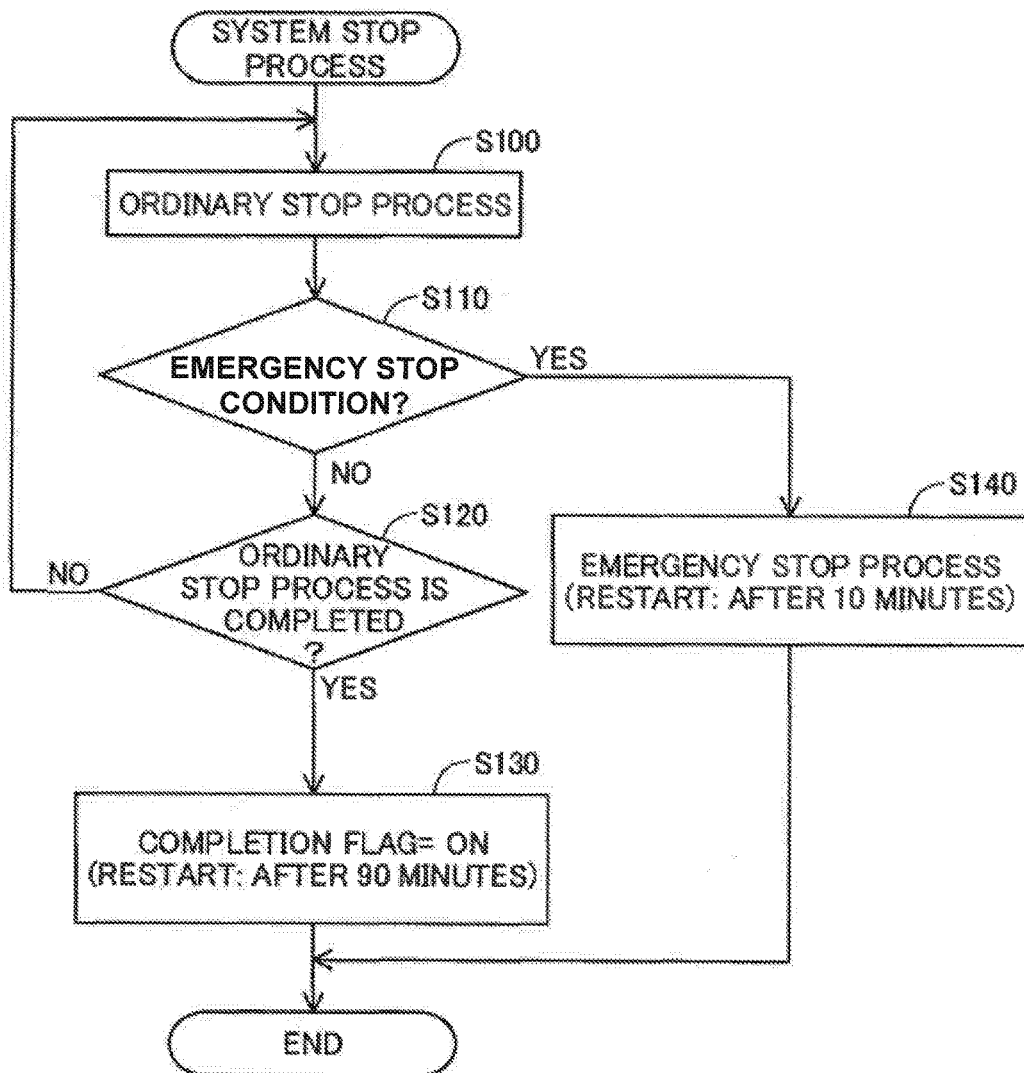 SYSTEM STOP
PROCESS
S100
ORDINARY STOP PROCESS
S110
EMERGENCY STOP
CONDITION?
YES
NO
S120
ORDINARY
STOP PROCESS IS
COMPLETED
?
NO
YES
S140
EMERGENCY STOP PROCESS
(RESTART: AFTER 10 MINUTES)
S130
COMPLETION FLAG= ON
(RESTART: AFTER 90 MINUTES)
END